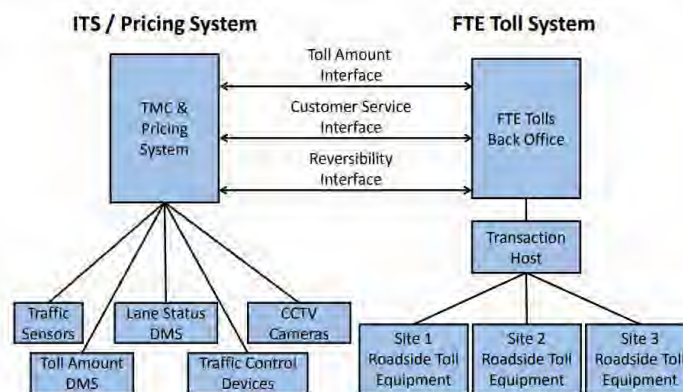 ITS / Pricing System
FTE Toll System
Toll Amount
Interface
TMC &
Pricing
System
Customer Service
Interface
FTE Tolls
Back Office
Reversibility
Interface
Transaction
Host
Traffic
Sensors
Lane Status
DMS
CCTV
Cameras
Toll Amount
DMS
Traffic Control
Devices
Site 1
Roadside Toll
Equipment
Site 2
Roadside Toll
Equipment
Site 3
Roadside Toll
Equipment